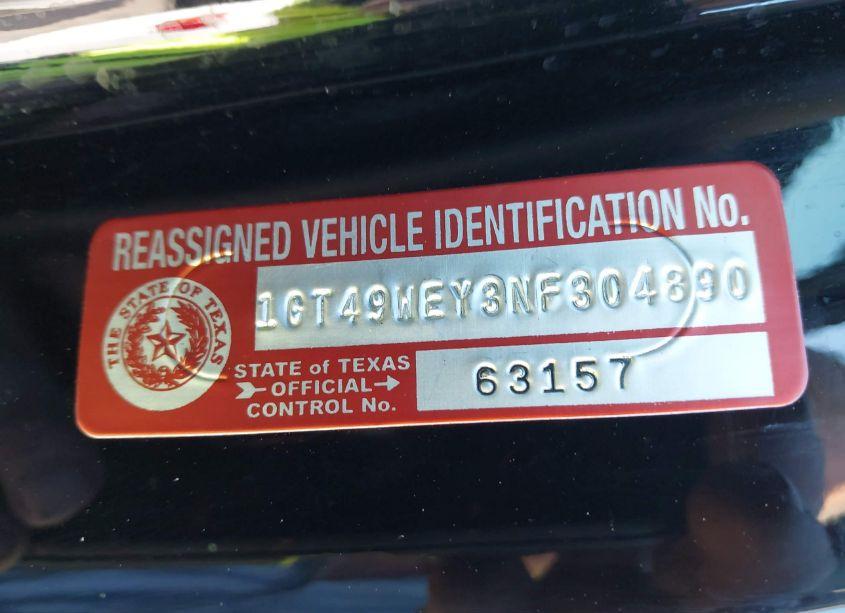 REASSIGNED VEHICLE IDENTIFICATION No.
1GT49WEY3NF304890
THE STATE OF TEXAS
STATE of TEXAS
OFFICIAL
CONTROL No.
63157